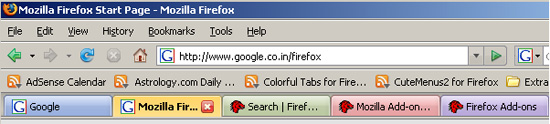 Mozilla Firefox Start Page - Mozilla Firefox
File Edit View History Bookmarks Tools Help
G http://www.google.co.in/firefox G
AdSense Calendar Astrology.com Daily ... Colorful Tabs for Fire... CuteMenus2 for Firefox Extra
G Google G Mozilla Fir... Search | Firef... Mozilla Add-on... Firefox Add-ons